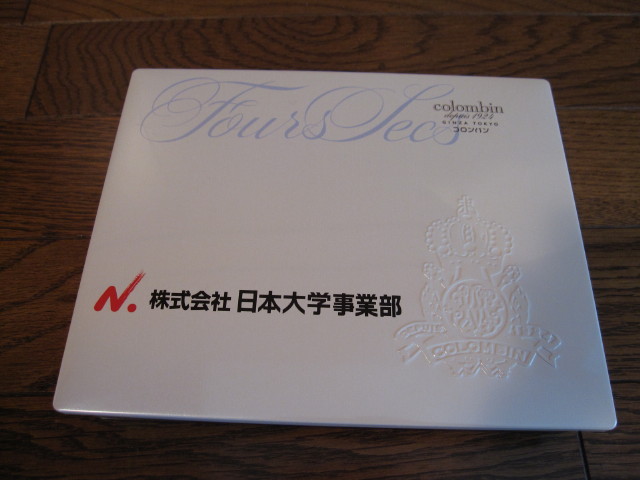 Fours Secs
colombin
depuis 1924
GINZA TOKYO
コロンバン
N. 株式会社 日本大学事業部
COLOMBIN